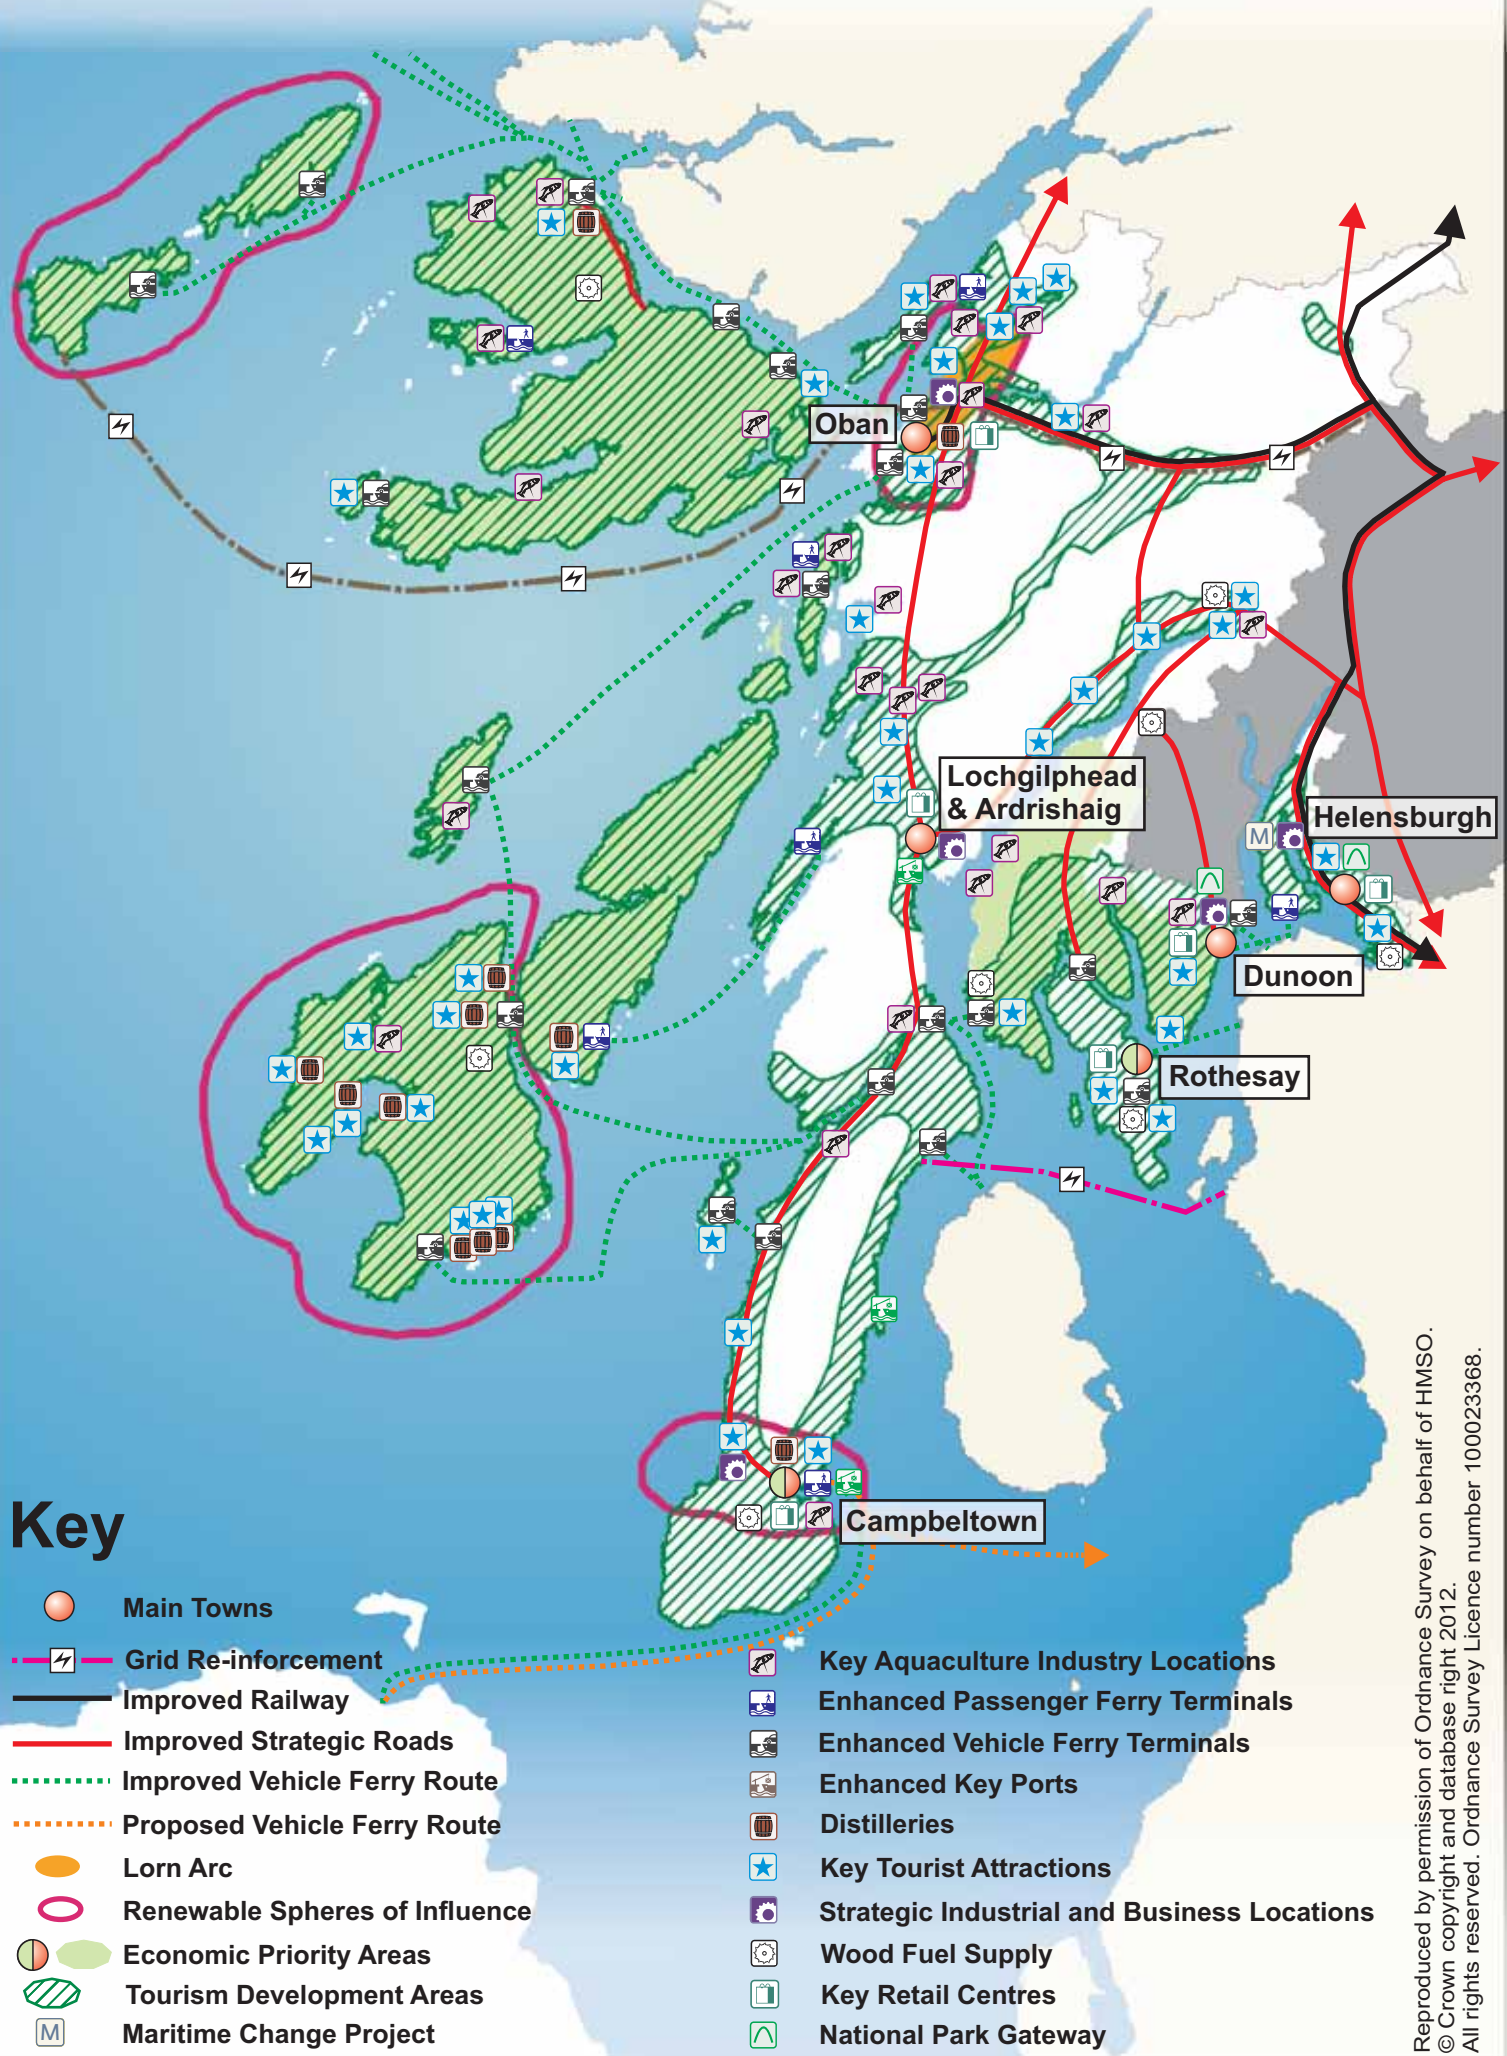 Oban
Lochgilphead
& Ardrishaig
Helensburgh
M
Dunoon
Rothesay
Campbeltown
Key
Main Towns
Grid Re-inforcement
Improved Railway
Improved Strategic Roads
Improved Vehicle Ferry Route
Proposed Vehicle Ferry Route
Lorn Arc
Renewable Spheres of Influence
Economic Priority Areas
Tourism Development Areas
M
Maritime Change Project
Key Aquaculture Industry Locations
Enhanced Passenger Ferry Terminals
Enhanced Vehicle Ferry Terminals
Enhanced Key Ports
Distilleries
Key Tourist Attractions
Strategic Industrial and Business Locations
Wood Fuel Supply
Key Retail Centres
National Park Gateway
Reproduced by permission of Ordnance Survey on behalf of HMSO.
© Crown copyright and database right 2012.
All rights reserved. Ordnance Survey Licence number 100023368.